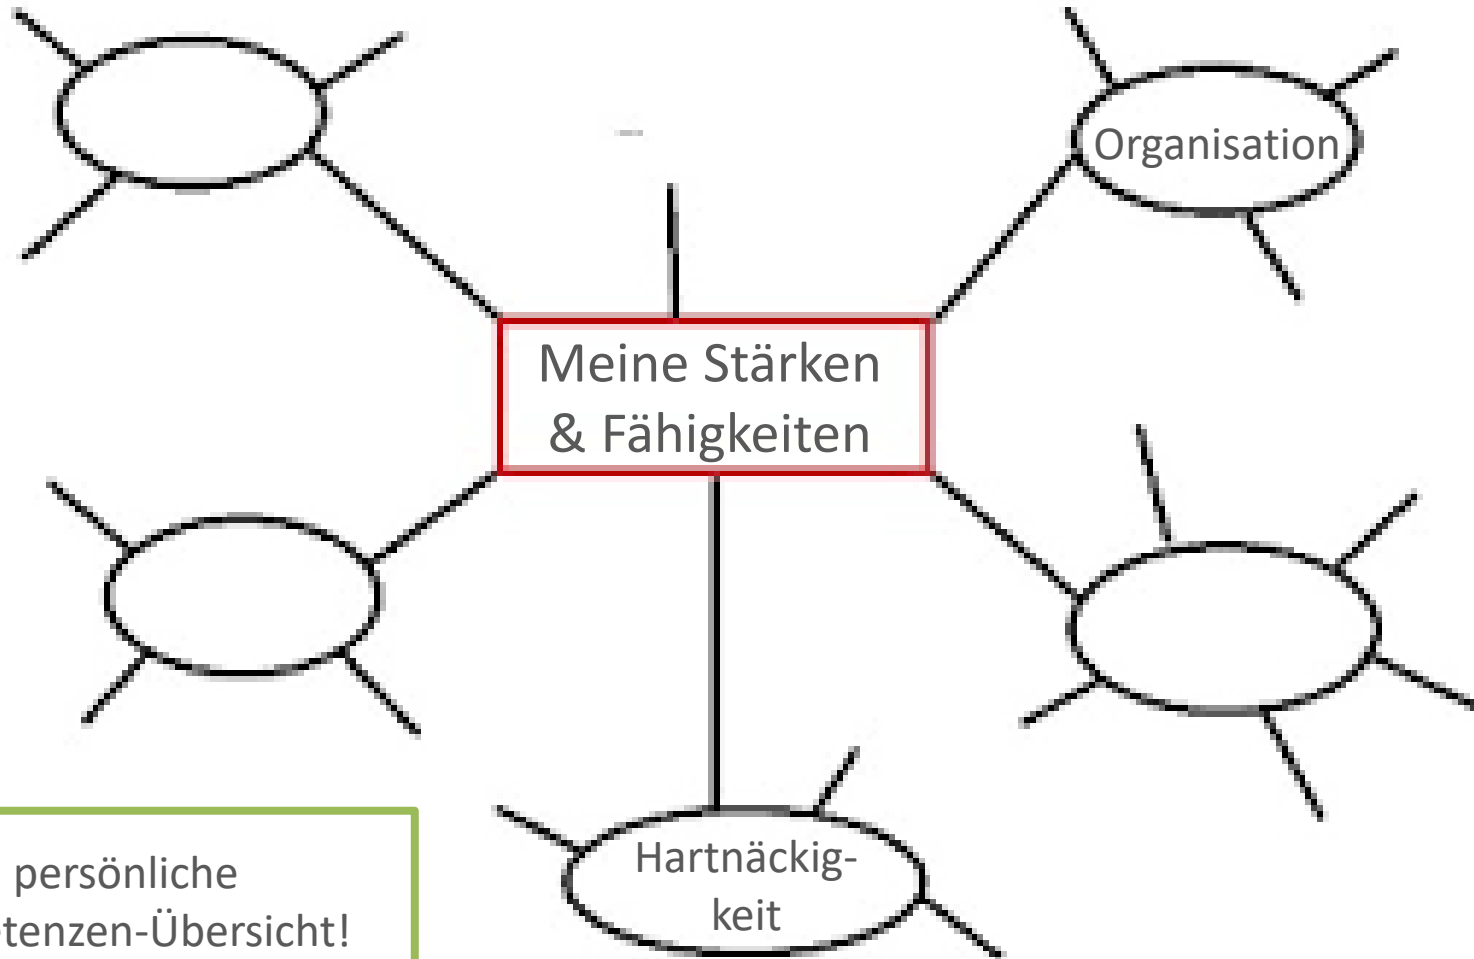 Organisation
Meine Stärken
& Fähigkeiten
Hartnäckig-
keit
persönliche
tenzen-Übersicht!